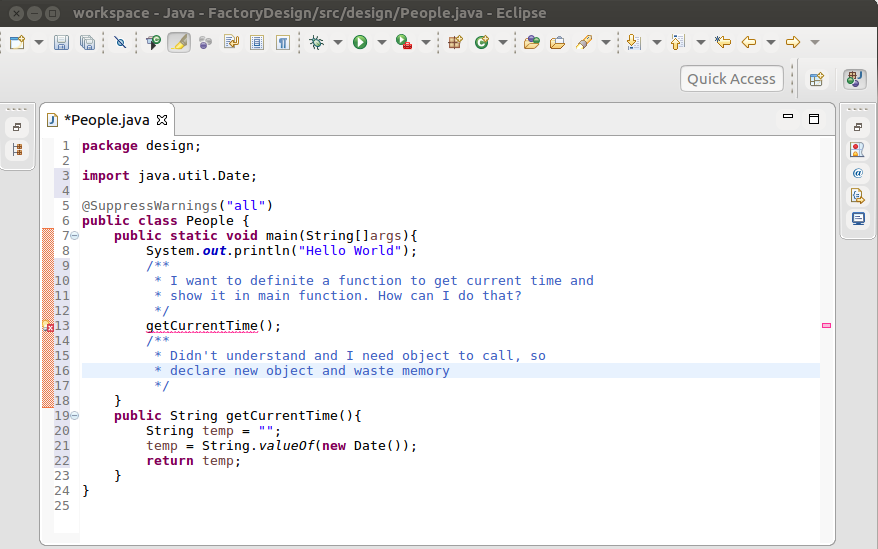 workspace - Java - FactoryDesign/src/design/People.java - Eclipse
Quick Access
*People.java
1 package design;
2
3 import java.util.Date;
4
5 @SuppressWarnings("all")
6 public class People {
7 public static void main(String[]args){
8 System.out.println("Hello World");
9 /**
10 * I want to definite a function to get current time and
11 * show it in main function. How can I do that?
12 */
13 getCurrentTime();
14 /**
15 * Didn't understand and I need object to call, so
16 * declare new object and waste memory
17 */
18 }
19 public String getCurrentTime(){
20 String temp = "";
21 temp = String.valueOf(new Date());
22 return temp;
23 }
24 }
25